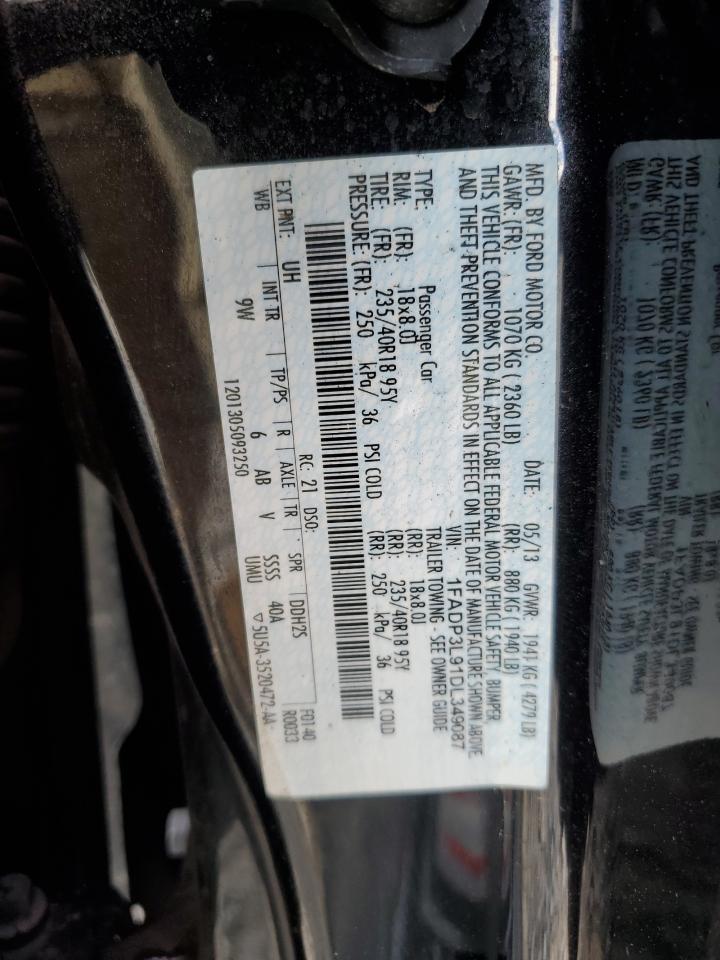 MFD. BY FORD MOTOR CO.
DATE: 05/13 GVWR: 1941 KG ( 4279 LB)
GAWR: (FR): 1070 KG ( 2360 LB) (RR): 880 KG ( 1940 LB)
THIS VEHICLE CONFORMS TO ALL APPLICABLE FEDERAL MOTOR VEHICLE SAFETY, BUMPER
AND THEFT PREVENTION STANDARDS IN EFFECT ON THE DATE OF MANUFACTURE SHOWN ABOVE
VIN: 1FADP3L91DL349087
TYPE: Passenger Car TRAILER TOWING - SEE OWNER GUIDE
RIM: (FR): 18x8.0J (RR): 18x8.0J
TIRE: (FR): 235/40R18 95Y (RR): 235/40R18 95Y
PRESSURE (FR): 250 kPa/ 36 PSI COLD (RR): 250 kPa/ 36 PSI COLD
F0140
R0033
EXT PNT: UH RC: 21 DSO:
WB INT TR TP/PS R AXLE TR SPR DDH2S
9W 6 AB V SSSS 40A
1201305093250 UMU ▽5U5A-3520472-AA